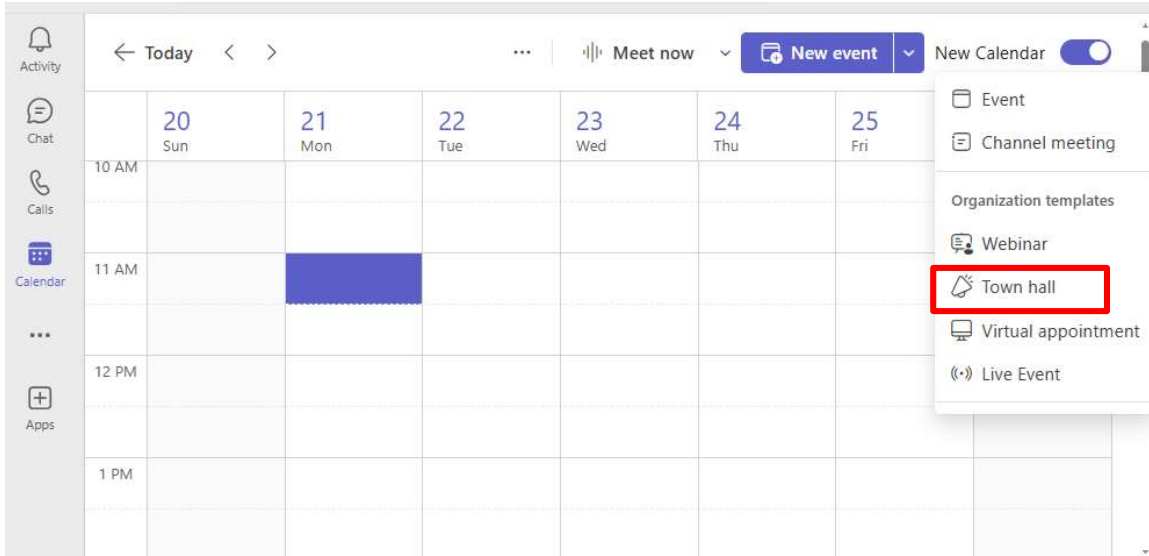 Activity
Chat
Calls
Calendar
Apps
Today
Meet now
New event
New Calendar
20
Sun
21
Mon
22
Tue
23
Wed
24
Thu
25
Fri
10 AM
11 AM
12 PM
1 PM
Event
Channel meeting
Organization templates
Webinar
Town hall
Virtual appointment
Live Event